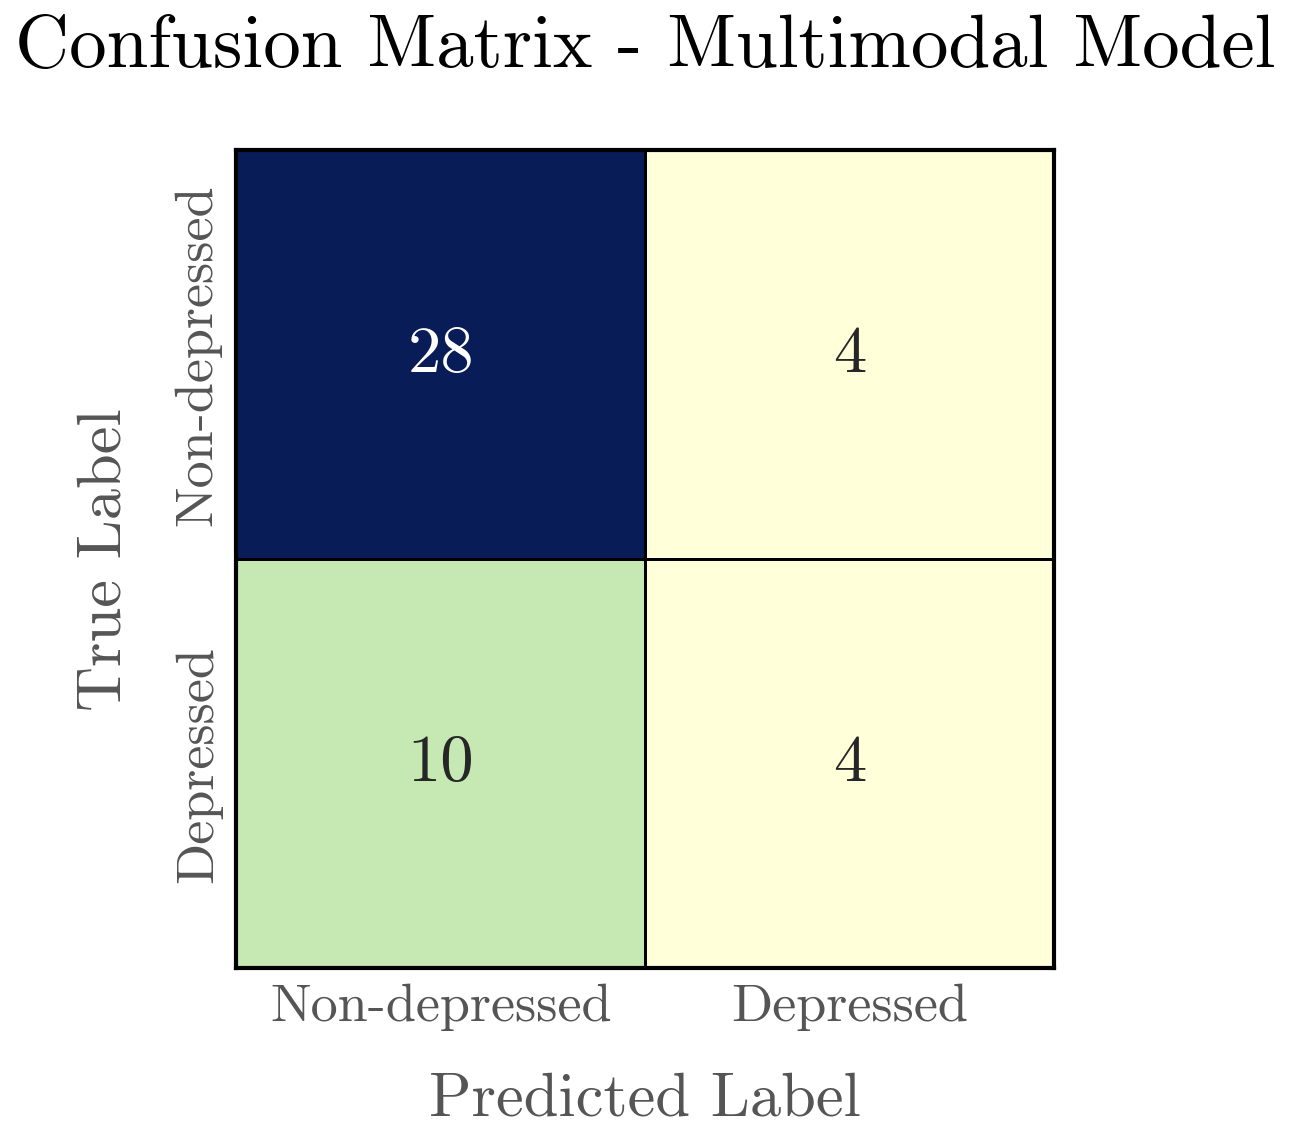 Confusion Matrix - Multimodal Model
True Label
Non-depressed
28
4
Depressed
10
4
Non-depressed
Depressed
Predicted Label